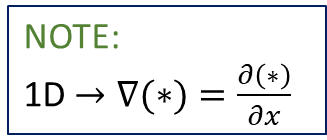 NOTE:
1D → ∇(∗) = ∂(∗)/∂x